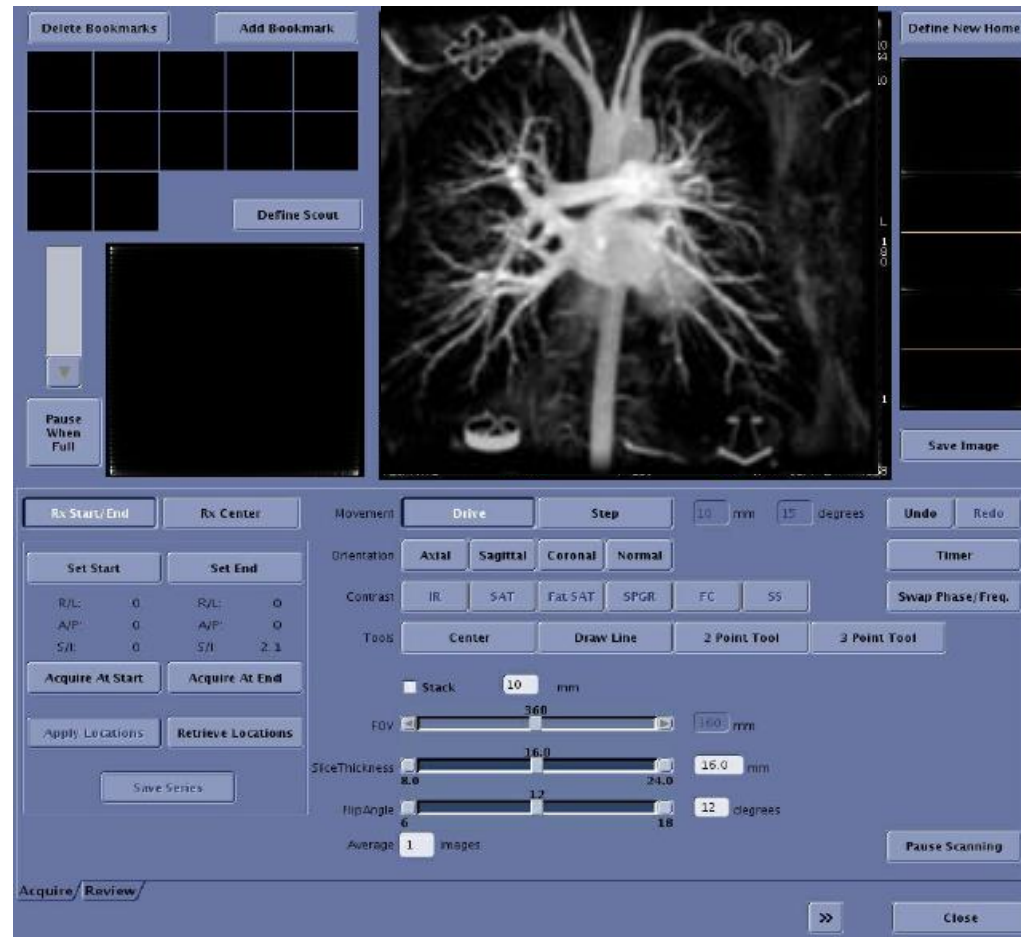 Delete Bookmarks Add Bookmark Define New Home
Define Scout
L
1
8
0
1
Pause
When
Full
Save Image
Rx Start/End Rx Center Movement Drive Step 10 mm 15 degrees Undo Redo
Orientation Axial Sagittal Coronal Normal Timer
Set Start Set End
Contrast IR SAT Fat SAT SPGR FC SS Swap Phase/Freq.
R/L: 0 R/L: 0
A/P: 0 A/P: 0
Tools Center Draw Line 2 Point Tool 3 Point Tool
S/I: 0 S/I: 2.1
Acquire At Start Acquire At End
Stack 10 mm
360
Apply Locations Retrieve Locations FOV 360 mm
16.0
SliceThickness 16.0 mm
8.0 24.0
Save Series
12
FlipAngle 12 degrees
6 18
Average 1 images Pause Scanning
Acquire Review
>> Close